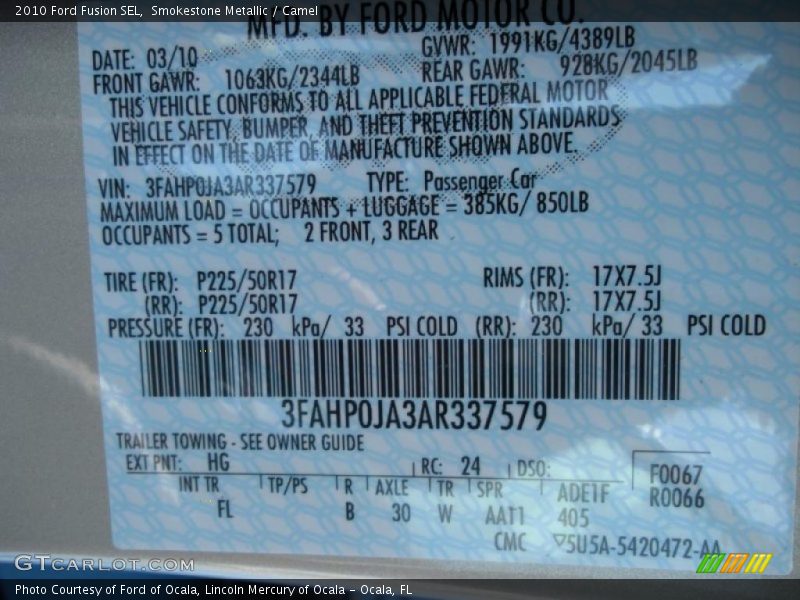 2010 Ford Fusion SEL, Smokestone Metallic / Camel
MFD. BY FORD MOTOR CO.
DATE: 03/10 GVWR: 1991KG/4389LB
FRONT GAWR: 1063KG/2344LB REAR GAWR: 928KG/2045LB
THIS VEHICLE CONFORMS TO ALL APPLICABLE FEDERAL MOTOR
VEHICLE SAFETY, BUMPER, AND THEFT PREVENTION STANDARDS
IN EFFECT ON THE DATE OF MANUFACTURE SHOWN ABOVE.
VIN: 3FAHP0JA3AR337579 TYPE: Passenger Car
MAXIMUM LOAD = OCCUPANTS + LUGGAGE = 385KG/ 850LB
OCCUPANTS = 5 TOTAL; 2 FRONT, 3 REAR
TIRE (FR): P225/50R17 RIMS (FR): 17X7.5J
(RR): P225/50R17 (RR): 17X7.5J
PRESSURE (FR): 230 kPa/ 33 PSI COLD (RR): 230 kPa/ 33 PSI COLD
3FAHP0JA3AR337579
TRAILER TOWING - SEE OWNER GUIDE
EXT PNT: HG RC: 24 DSO: F0067
INT TR TP/PS R AXLE TR SPR ADE1F R0066
FL B 30 W AAT1 405
CMC ▽5U5A-5420472-AA
GTCARLOT.COM
Photo Courtesy of Ford of Ocala, Lincoln Mercury of Ocala - Ocala, FL